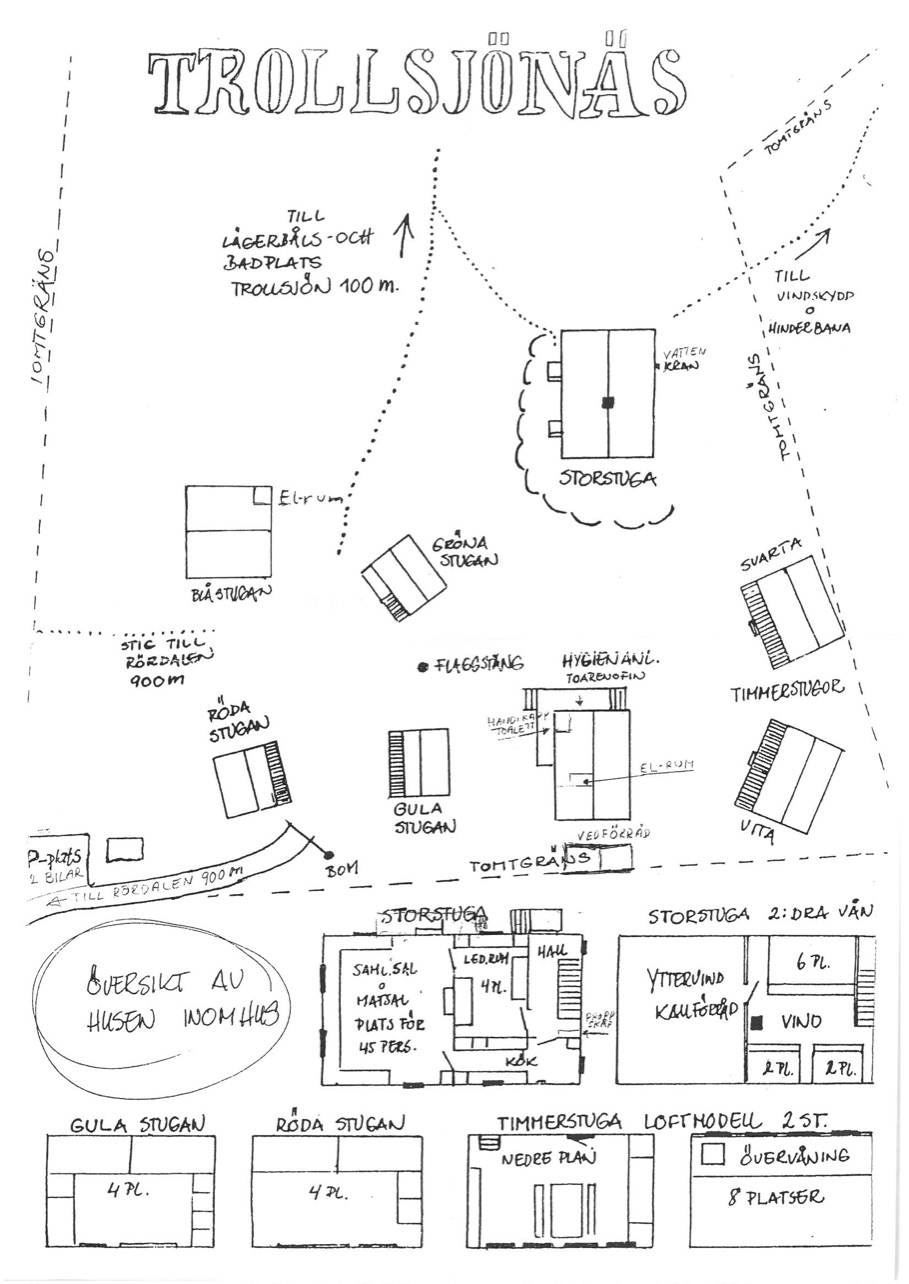 TROLLSJÖNÄS
TOMTGRÄNS
TOMTGRÄNS
TILL
LÄGERBÅLS-OCH
BADPLATS
TROLLSJÖN 100 m.
TILL
VINDSKYDD
O
HINDERBANA
VATTEN
KRAN
TOMTGRÄNS
STORSTUGA
El-rum
BLÅSTUGAN
GRÖNA
STUGAN
SVARTA
STIG TILL
RÖRDALEN
900 m
FLAGGSTÅNG
HYGIENANL.
TOARENOFIN
TIMMERSTUGOR
RÖDA
STUGAN
HANDIKAPP
TOALETT
EL-RUM
GULA
STUGAN
VITA
VEDFÖRRÅD
P-plats
2 BILAR
TILL RÖRDALEN 900 m
BOM
TOMTGRÄNS
ÖVERSIKT AV
HUSEN INOMHUS
STORSTUGA
SAML.SAL
O
MATSAL
PLATS FÖR
45 PERS.
LED.RUM
4 PL.
HALL
PROPP
SKÅP
KÖK
STORSTUGA 2:DRA VÅN
YTTERVIND
KALLFÖRRÅD
6 PL.
VIND
2 PL.
2 PL.
GULA STUGAN
4 PL.
RÖDA STUGAN
4 PL.
TIMMERSTUGA LOFTMODELL 2 ST.
NEDRE PLAN
ÖVERVÅNING
8 PLATSER